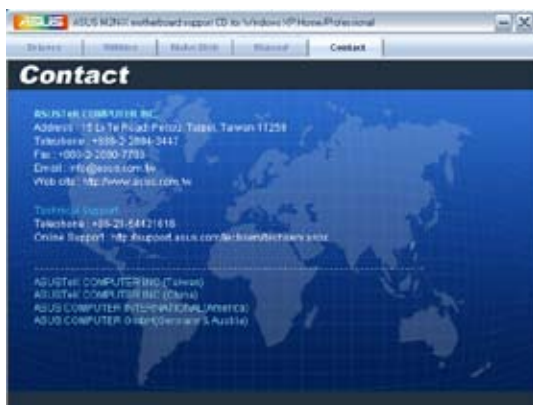 ASUS M2N-X motherboard support CD for Windows XP Home/Professional
Drivers Utilities Make Disk Manual Contact
Contact
ASUSTeK COMPUTER INC.
Address : 15 Li Te Road, Peitou, Taipei, Taiwan 11259
Telephone : +886-2-2894-3447
Fax : +886-2-2890-7798
Email : info@asus.com.tw
Web site : http://www.asus.com.tw
Technical Support
Telephone : +86-21-54421616
Online Support : http://support.asus.com/techserv/techserv.aspx
ASUSTeK COMPUTER INC.(Taiwan)
ASUSTeK COMPUTER INC.(China)
ASUS COMPUTER INTERNATIONAL(America)
ASUS COMPUTER GmbH(Germany & Austria)